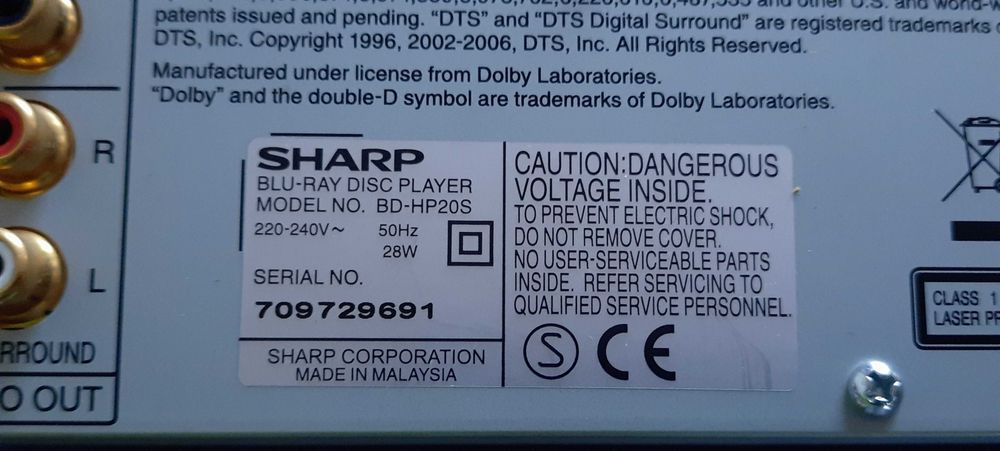 patents issued and pending. “DTS” and “DTS Digital Surround” are registered trademarks
DTS, Inc. Copyright 1996, 2002-2006, DTS, Inc. All Rights Reserved.
Manufactured under license from Dolby Laboratories.
“Dolby” and the double-D symbol are trademarks of Dolby Laboratories.
R
L
RROUND
O OUT
SHARP
BLU-RAY DISC PLAYER
MODEL NO. BD-HP20S
220-240V~ 50Hz
28W
SERIAL NO.
709729691
SHARP CORPORATION
MADE IN MALAYSIA
CAUTION:DANGEROUS
VOLTAGE INSIDE.
TO PREVENT ELECTRIC SHOCK,
DO NOT REMOVE COVER.
NO USER-SERVICEABLE PARTS
INSIDE. REFER SERVICING TO
QUALIFIED SERVICE PERSONNEL.
S CE
CLASS 1
LASER PR